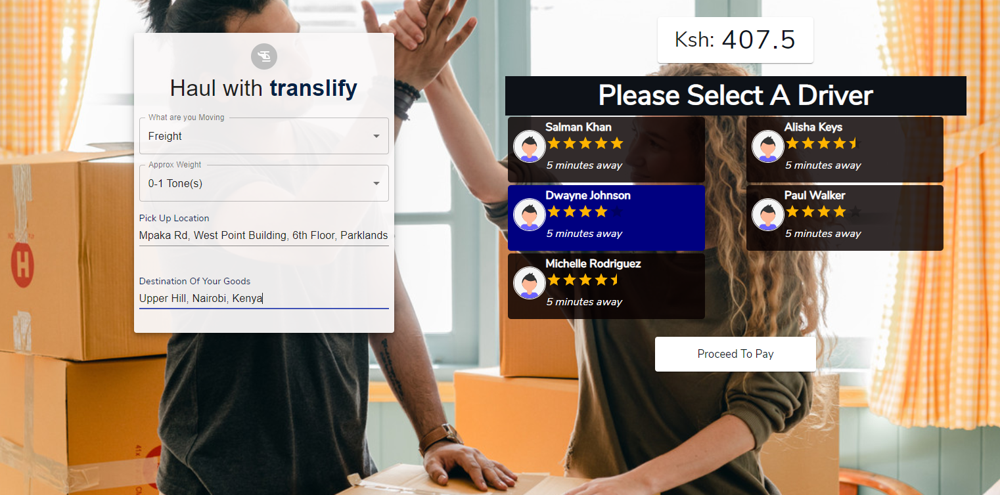 Haul with translify
What are you Moving
Freight
Approx Weight
0-1 Tone(s)
Pick Up Location
Mpaka Rd, West Point Building, 6th Floor, Parklands
Destination Of Your Goods
Upper Hill, Nairobi, Kenya
Ksh: 407.5
Please Select A Driver
Salman Khan
5 minutes away
Alisha Keys
5 minutes away
Dwayne Johnson
5 minutes away
Paul Walker
5 minutes away
Michelle Rodriguez
5 minutes away
Proceed To Pay
H